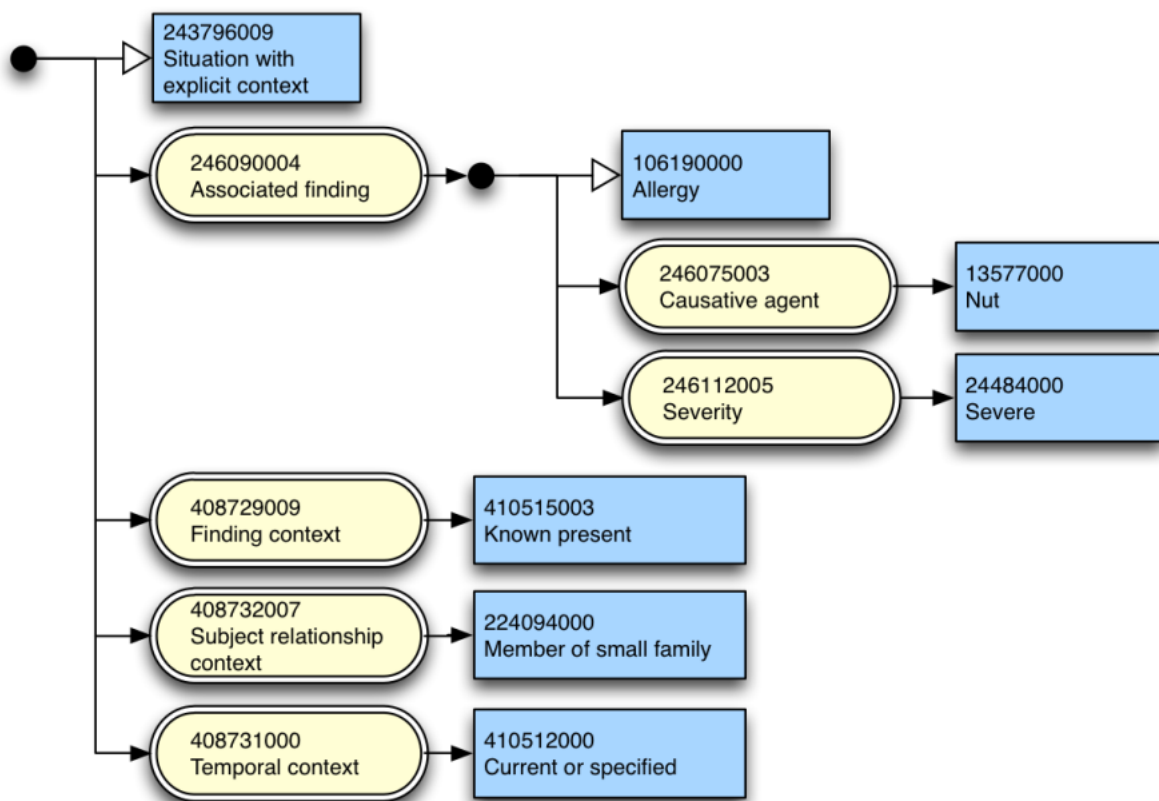 243796009
Situation with
explicit context
246090004
Associated finding
106190000
Allergy
246075003
Causative agent
13577000
Nut
246112005
Severity
24484000
Severe
408729009
Finding context
410515003
Known present
408732007
Subject relationship
context
224094000
Member of small family
408731000
Temporal context
410512000
Current or specified